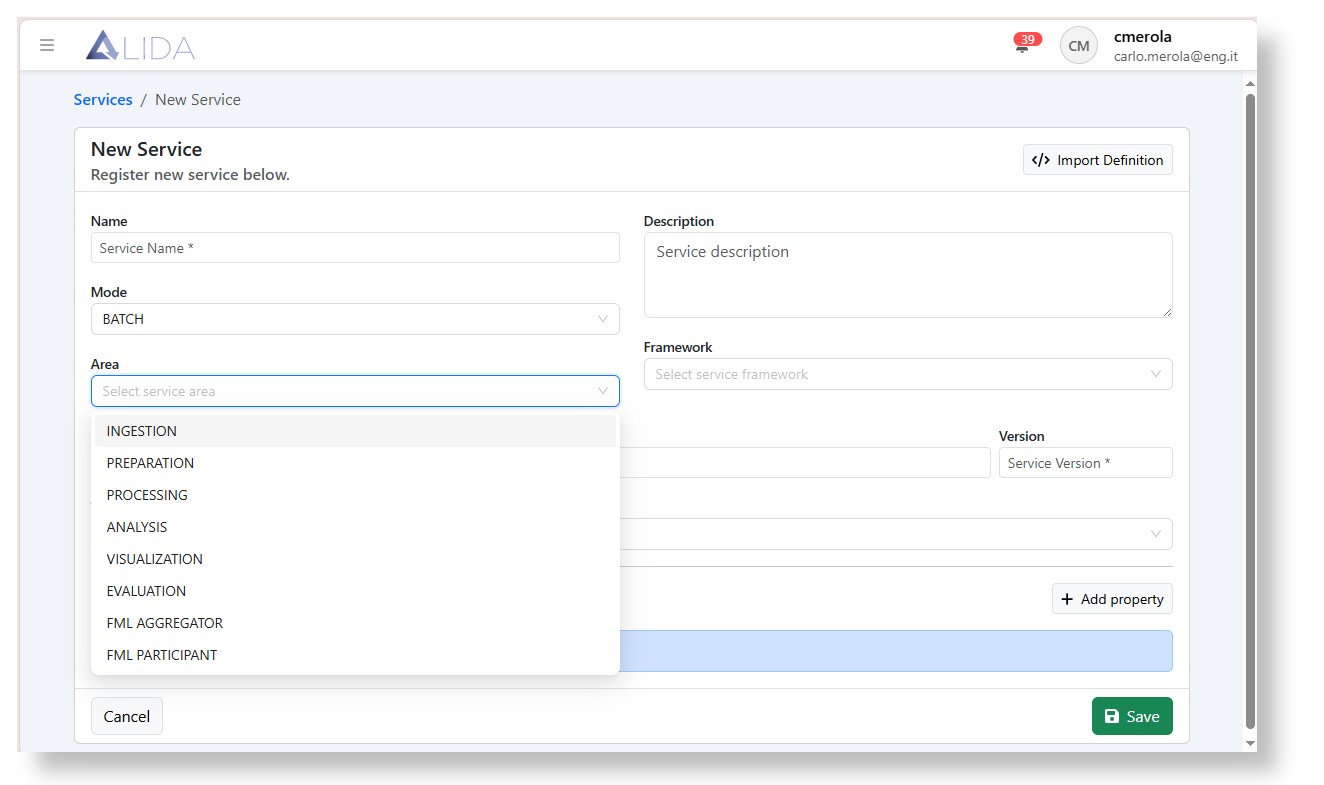 ALIDA
39
CM
cmerola
carlo.merola@eng.it
Services / New Service
New Service
Register new service below.
</> Import Definition
Name
Service Name *
Description
Service description
Mode
BATCH
Area
Select service area
Framework
Select service framework
INGESTION
PREPARATION
PROCESSING
ANALYSIS
VISUALIZATION
EVALUATION
FML AGGREGATOR
FML PARTICIPANT
Version
Service Version *
+ Add property
Cancel
Save